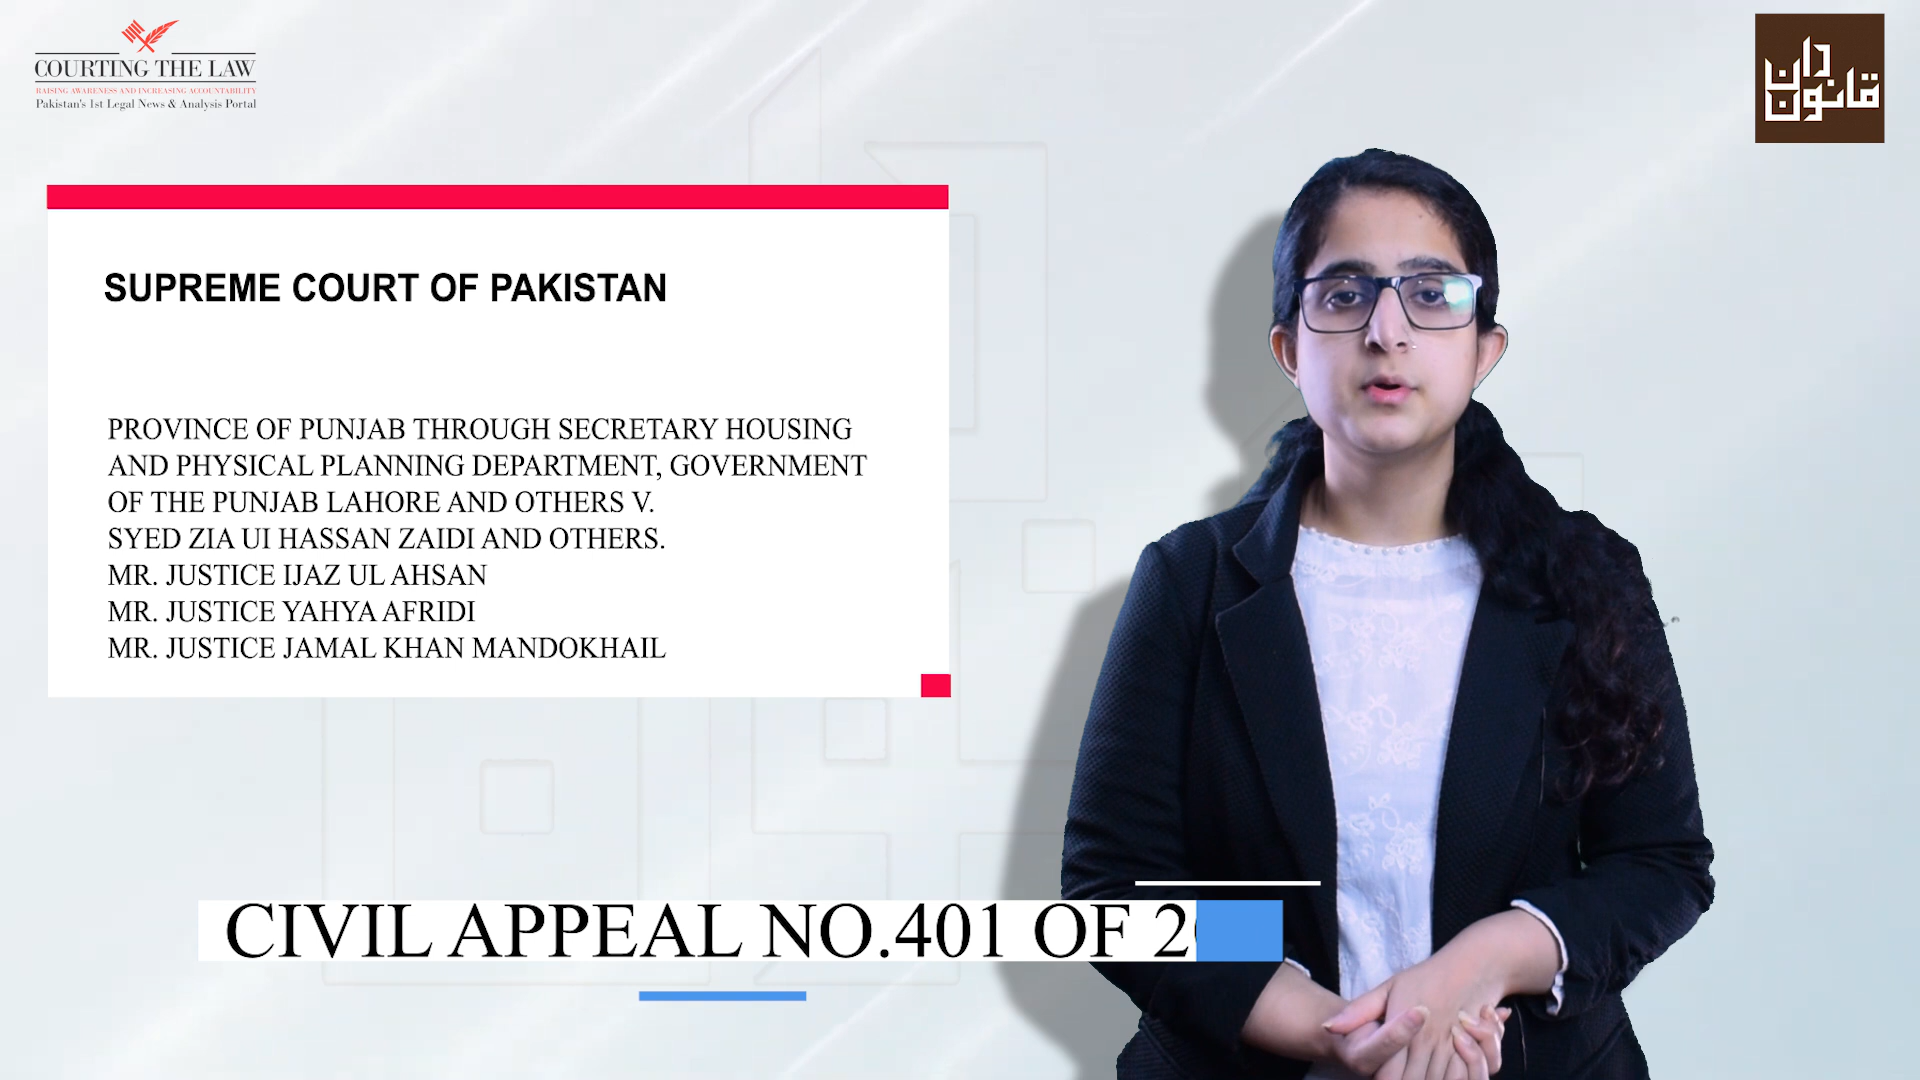 COURTING THE LAW
RAISING AWARENESS AND INCREASING ACCOUNTABILITY
Pakistan's 1st Legal News & Analysis Portal
قانون دان
SUPREME COURT OF PAKISTAN
PROVINCE OF PUNJAB THROUGH SECRETARY HOUSING
AND PHYSICAL PLANNING DEPARTMENT, GOVERNMENT
OF THE PUNJAB LAHORE AND OTHERS V.
SYED ZIA UI HASSAN ZAIDI AND OTHERS.
MR. JUSTICE IJAZ UL AHSAN
MR. JUSTICE YAHYA AFRIDI
MR. JUSTICE JAMAL KHAN MANDOKHAIL
CIVIL APPEAL NO.401 OF 2